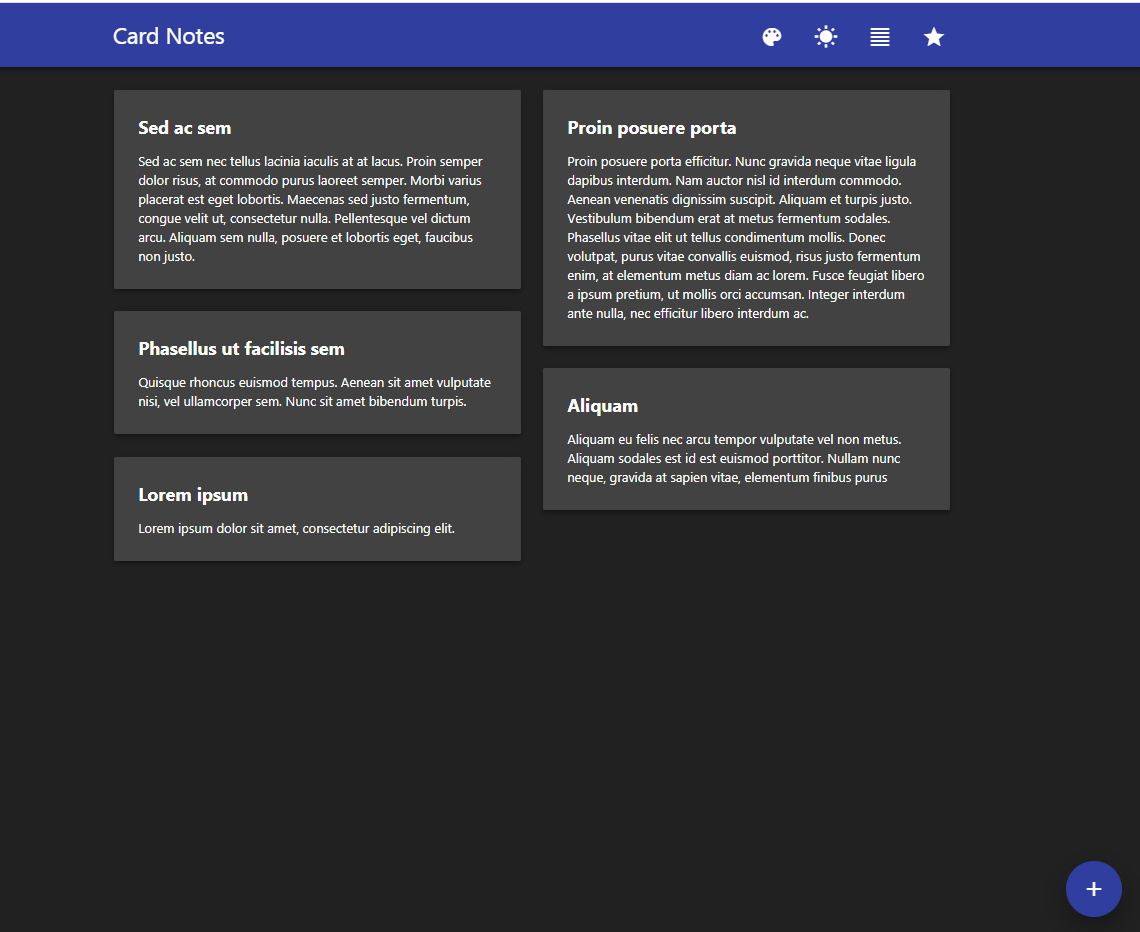 Card Notes
Sed ac sem
Sed ac sem nec tellus lacinia iaculis at at lacus. Proin semper
dolor risus, at commodo purus laoreet semper. Morbi varius
placerat est eget lobortis. Maecenas sed justo fermentum,
congue velit ut, consectetur nulla. Pellentesque vel dictum
arcu. Aliquam sem nulla, posuere et lobortis eget, faucibus
non justo.
Phasellus ut facilisis sem
Quisque rhoncus euismod tempus. Aenean sit amet vulputate
nisi, vel ullamcorper sem. Nunc sit amet bibendum turpis.
Lorem ipsum
Lorem ipsum dolor sit amet, consectetur adipiscing elit.
Proin posuere porta
Proin posuere porta efficitur. Nunc gravida neque vitae ligula
dapibus interdum. Nam auctor nisl id interdum commodo.
Aenean venenatis dignissim suscipit. Aliquam et turpis justo.
Vestibulum bibendum erat at metus fermentum sodales.
Phasellus vitae elit ut tellus condimentum mollis. Donec
volutpat, purus vitae convallis euismod, risus justo fermentum
enim, at elementum metus diam ac lorem. Fusce feugiat libero
a ipsum pretium, ut mollis orci accumsan. Integer interdum
ante nulla, nec efficitur libero interdum ac.
Aliquam
Aliquam eu felis nec arcu tempor vulputate vel non metus.
Aliquam sodales est id est euismod porttitor. Nullam nunc
neque, gravida at sapien vitae, elementum finibus purus